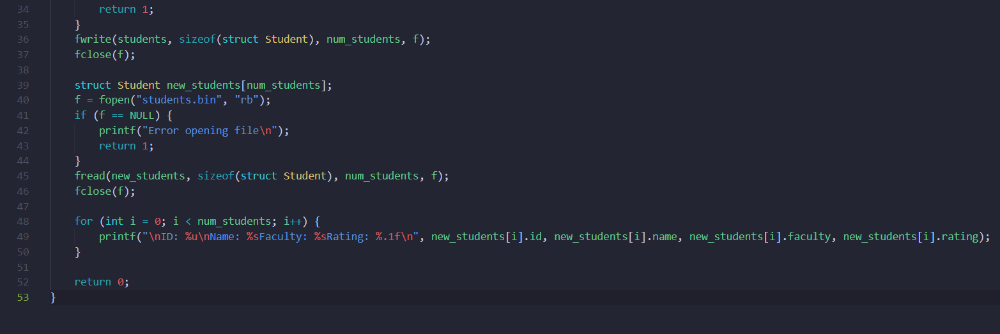 34             return 1;
35         }
36         fwrite(students, sizeof(struct Student), num_students, f);
37         fclose(f);
38
39         struct Student new_students[num_students];
40         f = fopen("students.bin", "rb");
41         if (f == NULL) {
42             printf("Error opening file\n");
43             return 1;
44         }
45         fread(new_students, sizeof(struct Student), num_students, f);
46         fclose(f);
47
48         for (int i = 0; i < num_students; i++) {
49             printf("\nID: %u\nName: %sFaculty: %sRating: %.1f\n", new_students[i].id, new_students[i].name, new_students[i].faculty, new_students[i].rating);
50         }
51
52         return 0;
53     }